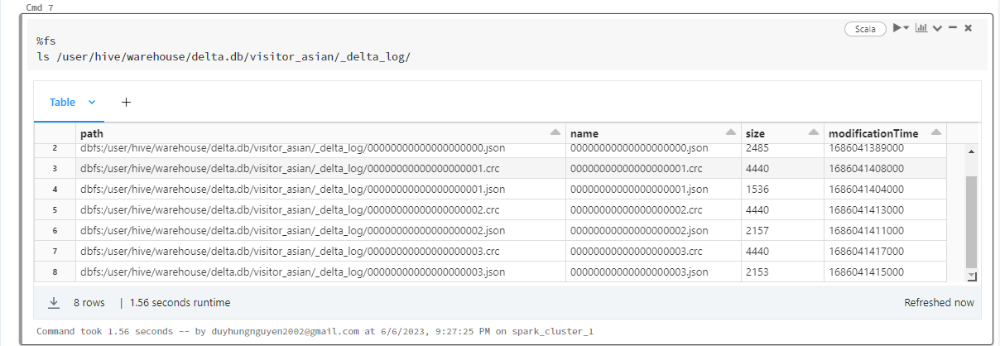 Cmd 7
Scala
%fs
ls /user/hive/warehouse/delta.db/visitor_asian/_delta_log/
Table
path name size modificationTime
2 dbfs:/user/hive/warehouse/delta.db/visitor_asian/_delta_log/00000000000000000000.json 00000000000000000000.json 2485 1686041389000
3 dbfs:/user/hive/warehouse/delta.db/visitor_asian/_delta_log/00000000000000000001.crc 00000000000000000001.crc 4440 1686041408000
4 dbfs:/user/hive/warehouse/delta.db/visitor_asian/_delta_log/00000000000000000001.json 00000000000000000001.json 1536 1686041404000
5 dbfs:/user/hive/warehouse/delta.db/visitor_asian/_delta_log/00000000000000000002.crc 00000000000000000002.crc 4440 1686041413000
6 dbfs:/user/hive/warehouse/delta.db/visitor_asian/_delta_log/00000000000000000002.json 00000000000000000002.json 2157 1686041411000
7 dbfs:/user/hive/warehouse/delta.db/visitor_asian/_delta_log/00000000000000000003.crc 00000000000000000003.crc 4440 1686041417000
8 dbfs:/user/hive/warehouse/delta.db/visitor_asian/_delta_log/00000000000000000003.json 00000000000000000003.json 2153 1686041415000
8 rows | 1.56 seconds runtime Refreshed now
Command took 1.56 seconds -- by duyhungnguyen2002@gmail.com at 6/6/2023, 9:27:25 PM on spark_cluster_1